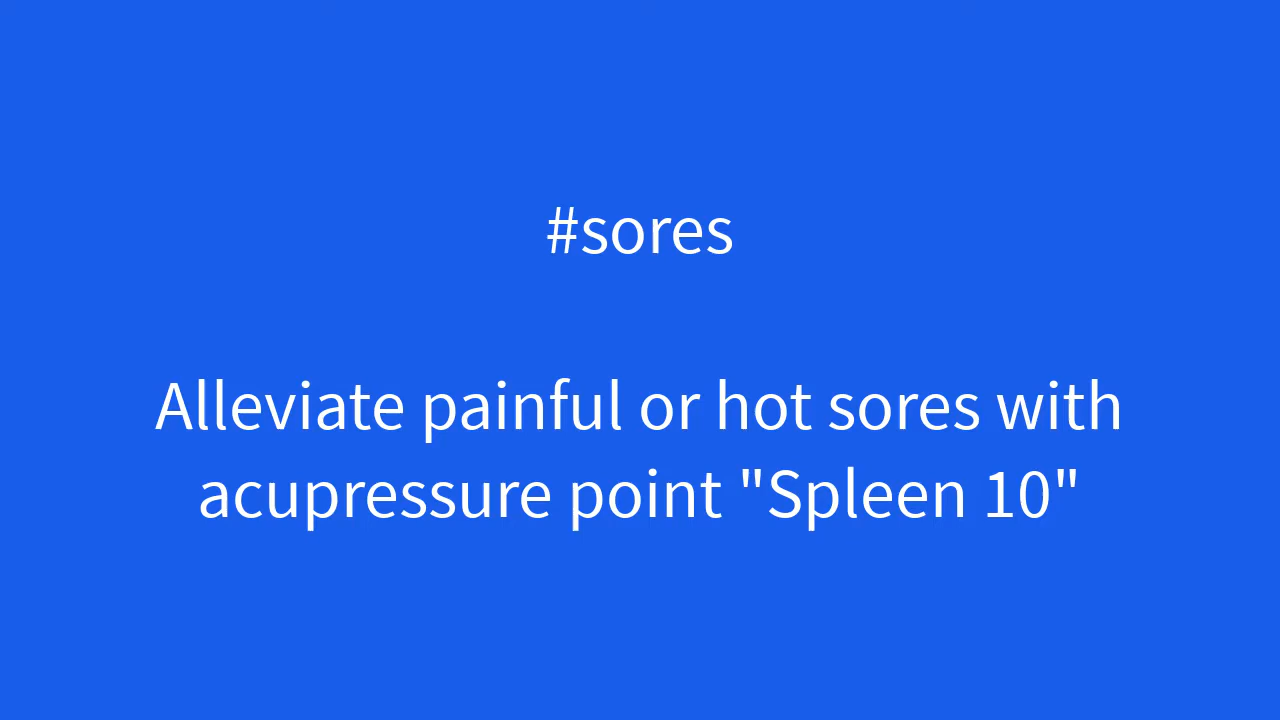 #sores
Alleviate painful or hot sores with
acupressure point "Spleen 10"